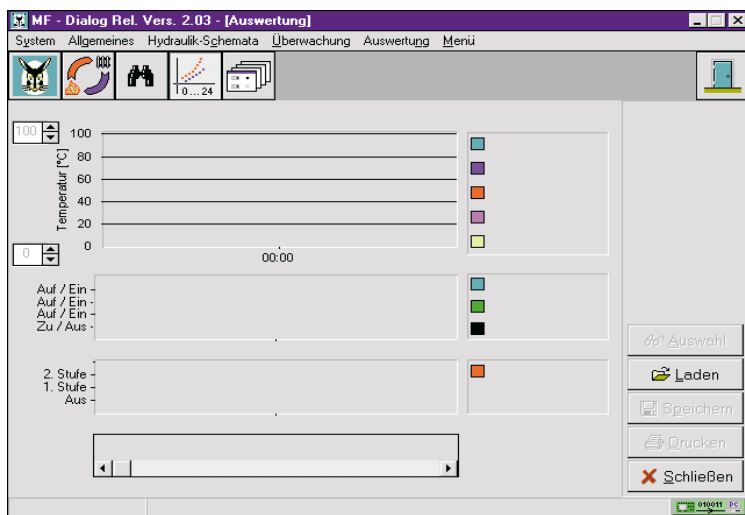 MF - Dialog Rel. Vers. 2.03 - [Auswertung]
System Allgemeines Hydraulik-Schemata Überwachung Auswertung Menü
0 ... 24
100
Temperatur [°C]
100
80
60
40
20
0
0
00:00
Auf / Ein
Auf / Ein
Auf / Ein
Zu / Aus
2. Stufe
1. Stufe
Aus
Auswahl
Laden
Speichern
Drucken
Schließen
010011 PC